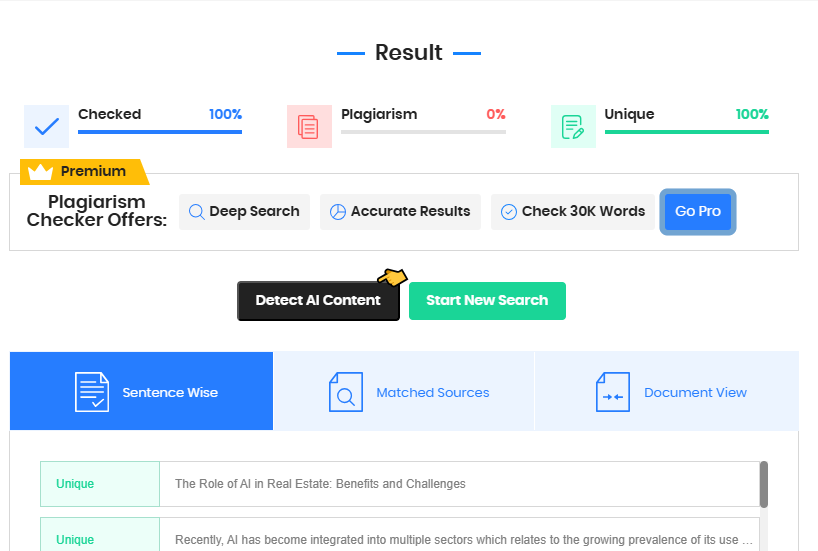 Result
Checked 100%
Plagiarism 0%
Unique 100%
Premium
Plagiarism
Checker Offers:
Deep Search
Accurate Results
Check 30K Words
Go Pro
Detect AI Content
Start New Search
Sentence Wise
Matched Sources
Document View
Unique The Role of AI in Real Estate: Benefits and Challenges
Unique Recently, AI has become integrated into multiple sectors which relates to the growing prevalence of its use ...